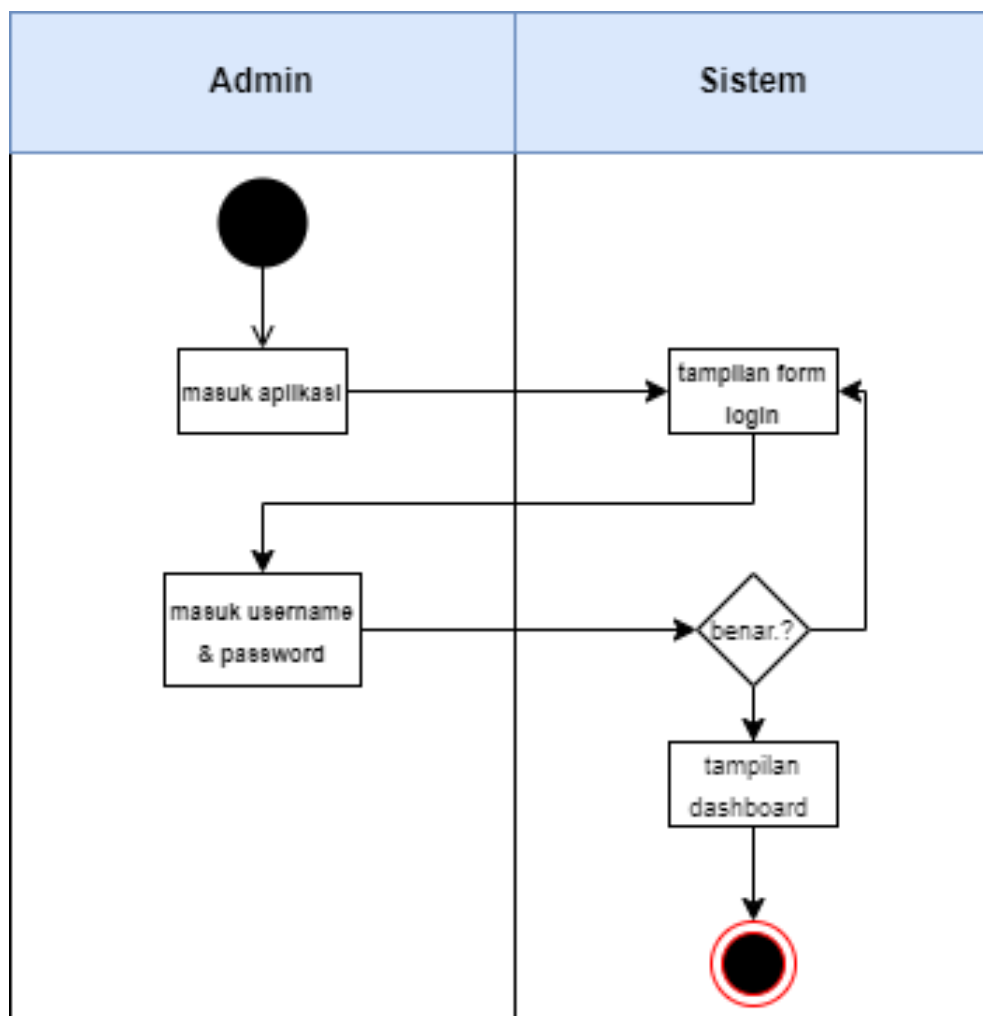 Admin
Sistem
masuk aplikasi
tampilan form
login
masuk username
& password
benar.?
tampilan
dashboard